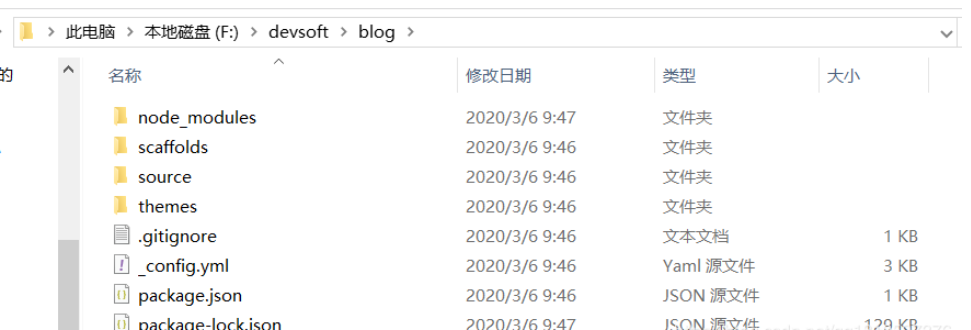 此电脑 > 本地磁盘 (F:) > devsoft > blog >
的
名称 修改日期 类型 大小
node_modules 2020/3/6 9:47 文件夹
scaffolds 2020/3/6 9:46 文件夹
source 2020/3/6 9:46 文件夹
themes 2020/3/6 9:46 文件夹
.gitignore 2020/3/6 9:46 文本文档 1 KB
_config.yml 2020/3/6 9:46 Yaml 源文件 3 KB
package.json 2020/3/6 9:46 JSON 源文件 1 KB
package-lock.json 2020/3/6 9:47 JSON 源文件 129 KB